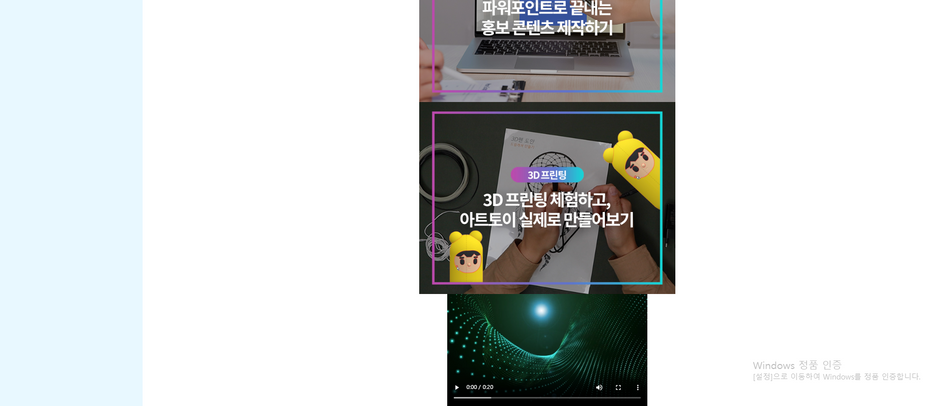 파워포인트로 끝내는
홍보 콘텐츠 제작하기
3D 프린팅
3D 프린팅 체험하고,
아트토이 실제로 만들어보기
0:00 / 0:20
Windows 정품 인증
[설정]으로 이동하여 Windows를 정품 인증합니다.